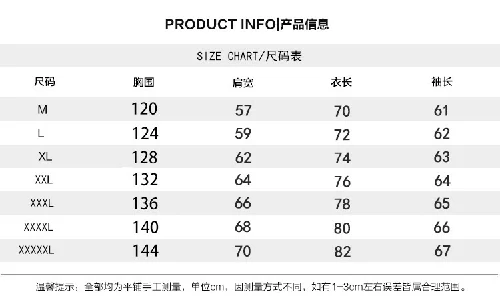 PRODUCT INFO|产品信息
SIZE CHART/尺码表
尺码 胸围 肩宽 衣长 袖长
M 120 57 70 61
L 124 59 72 62
XL 128 62 74 63
XXL 132 64 76 64
XXXL 136 66 78 65
XXXXL 140 68 80 66
XXXXXL 144 70 82 67
温馨提示：全部均为平铺手工测量，单位cm，因测量方式不同，如有1-3cm左右误差皆属合理范围。